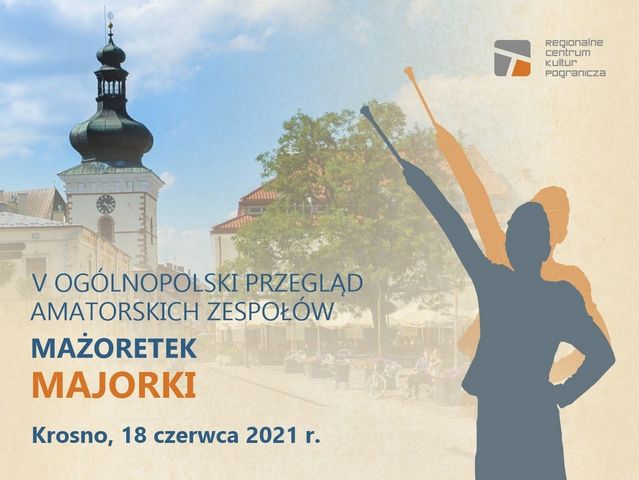 Regionalne
centrum
kultur
pogranicza
V OGÓLNOPOLSKI PRZEGLĄD
AMATORSKICH ZESPOŁÓW
MAŻORETEK
MAJORKI
Krosno, 18 czerwca 2021 r.